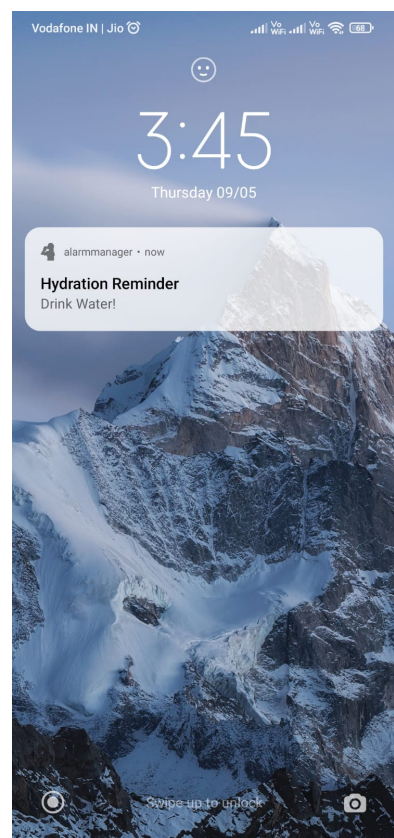 Vodafone IN | Jio Vo WiFi Vo WiFi 68
3:45
Thursday 09/05
alarmmanager • now
Hydration Reminder
Drink Water!
Swipe up to unlock